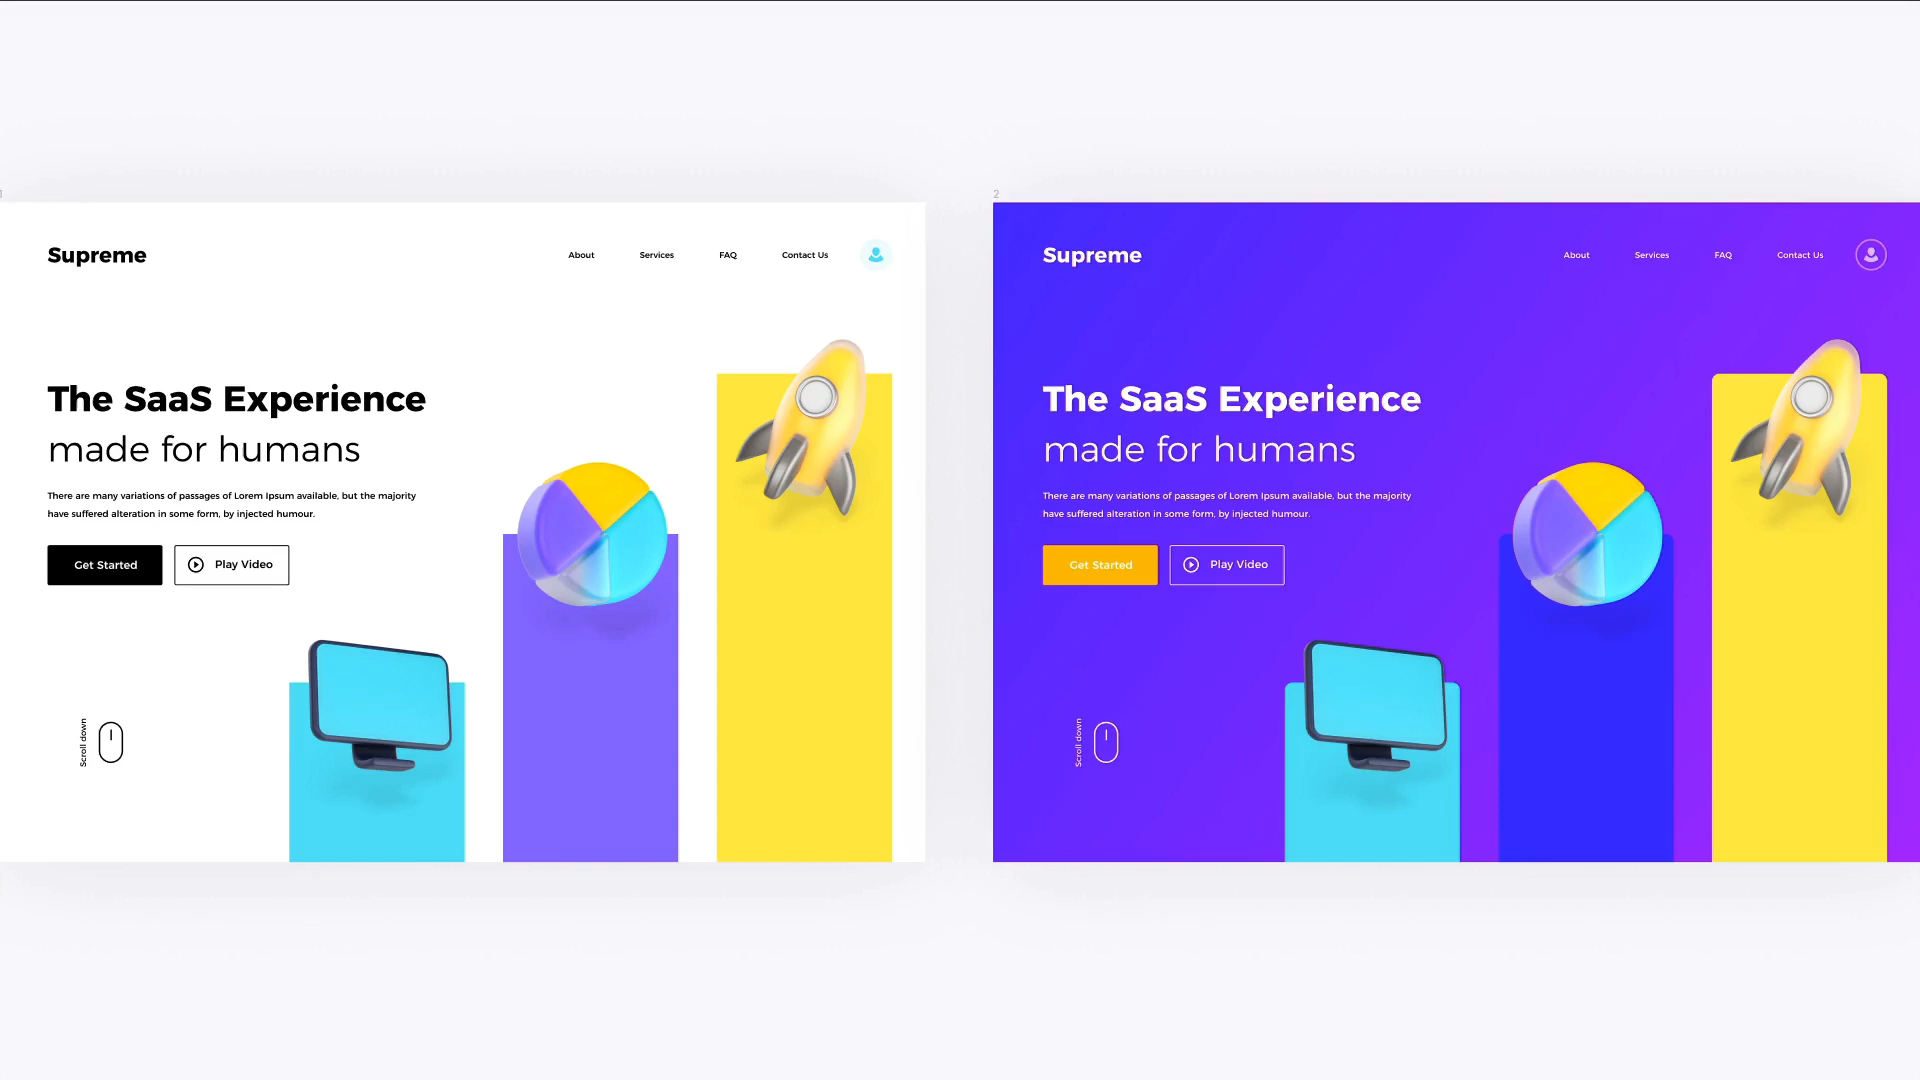 1
Supreme
About
Services
FAQ
Contact Us
The SaaS Experience
made for humans
There are many variations of passages of Lorem Ipsum available, but the majority
have suffered alteration in some form, by injected humour.
Get Started
Play Video
Scroll down
2
Supreme
About
Services
FAQ
Contact Us
The SaaS Experience
made for humans
There are many variations of passages of Lorem Ipsum available, but the majority
have suffered alteration in some form, by injected humour.
Get Started
Play Video
Scroll down